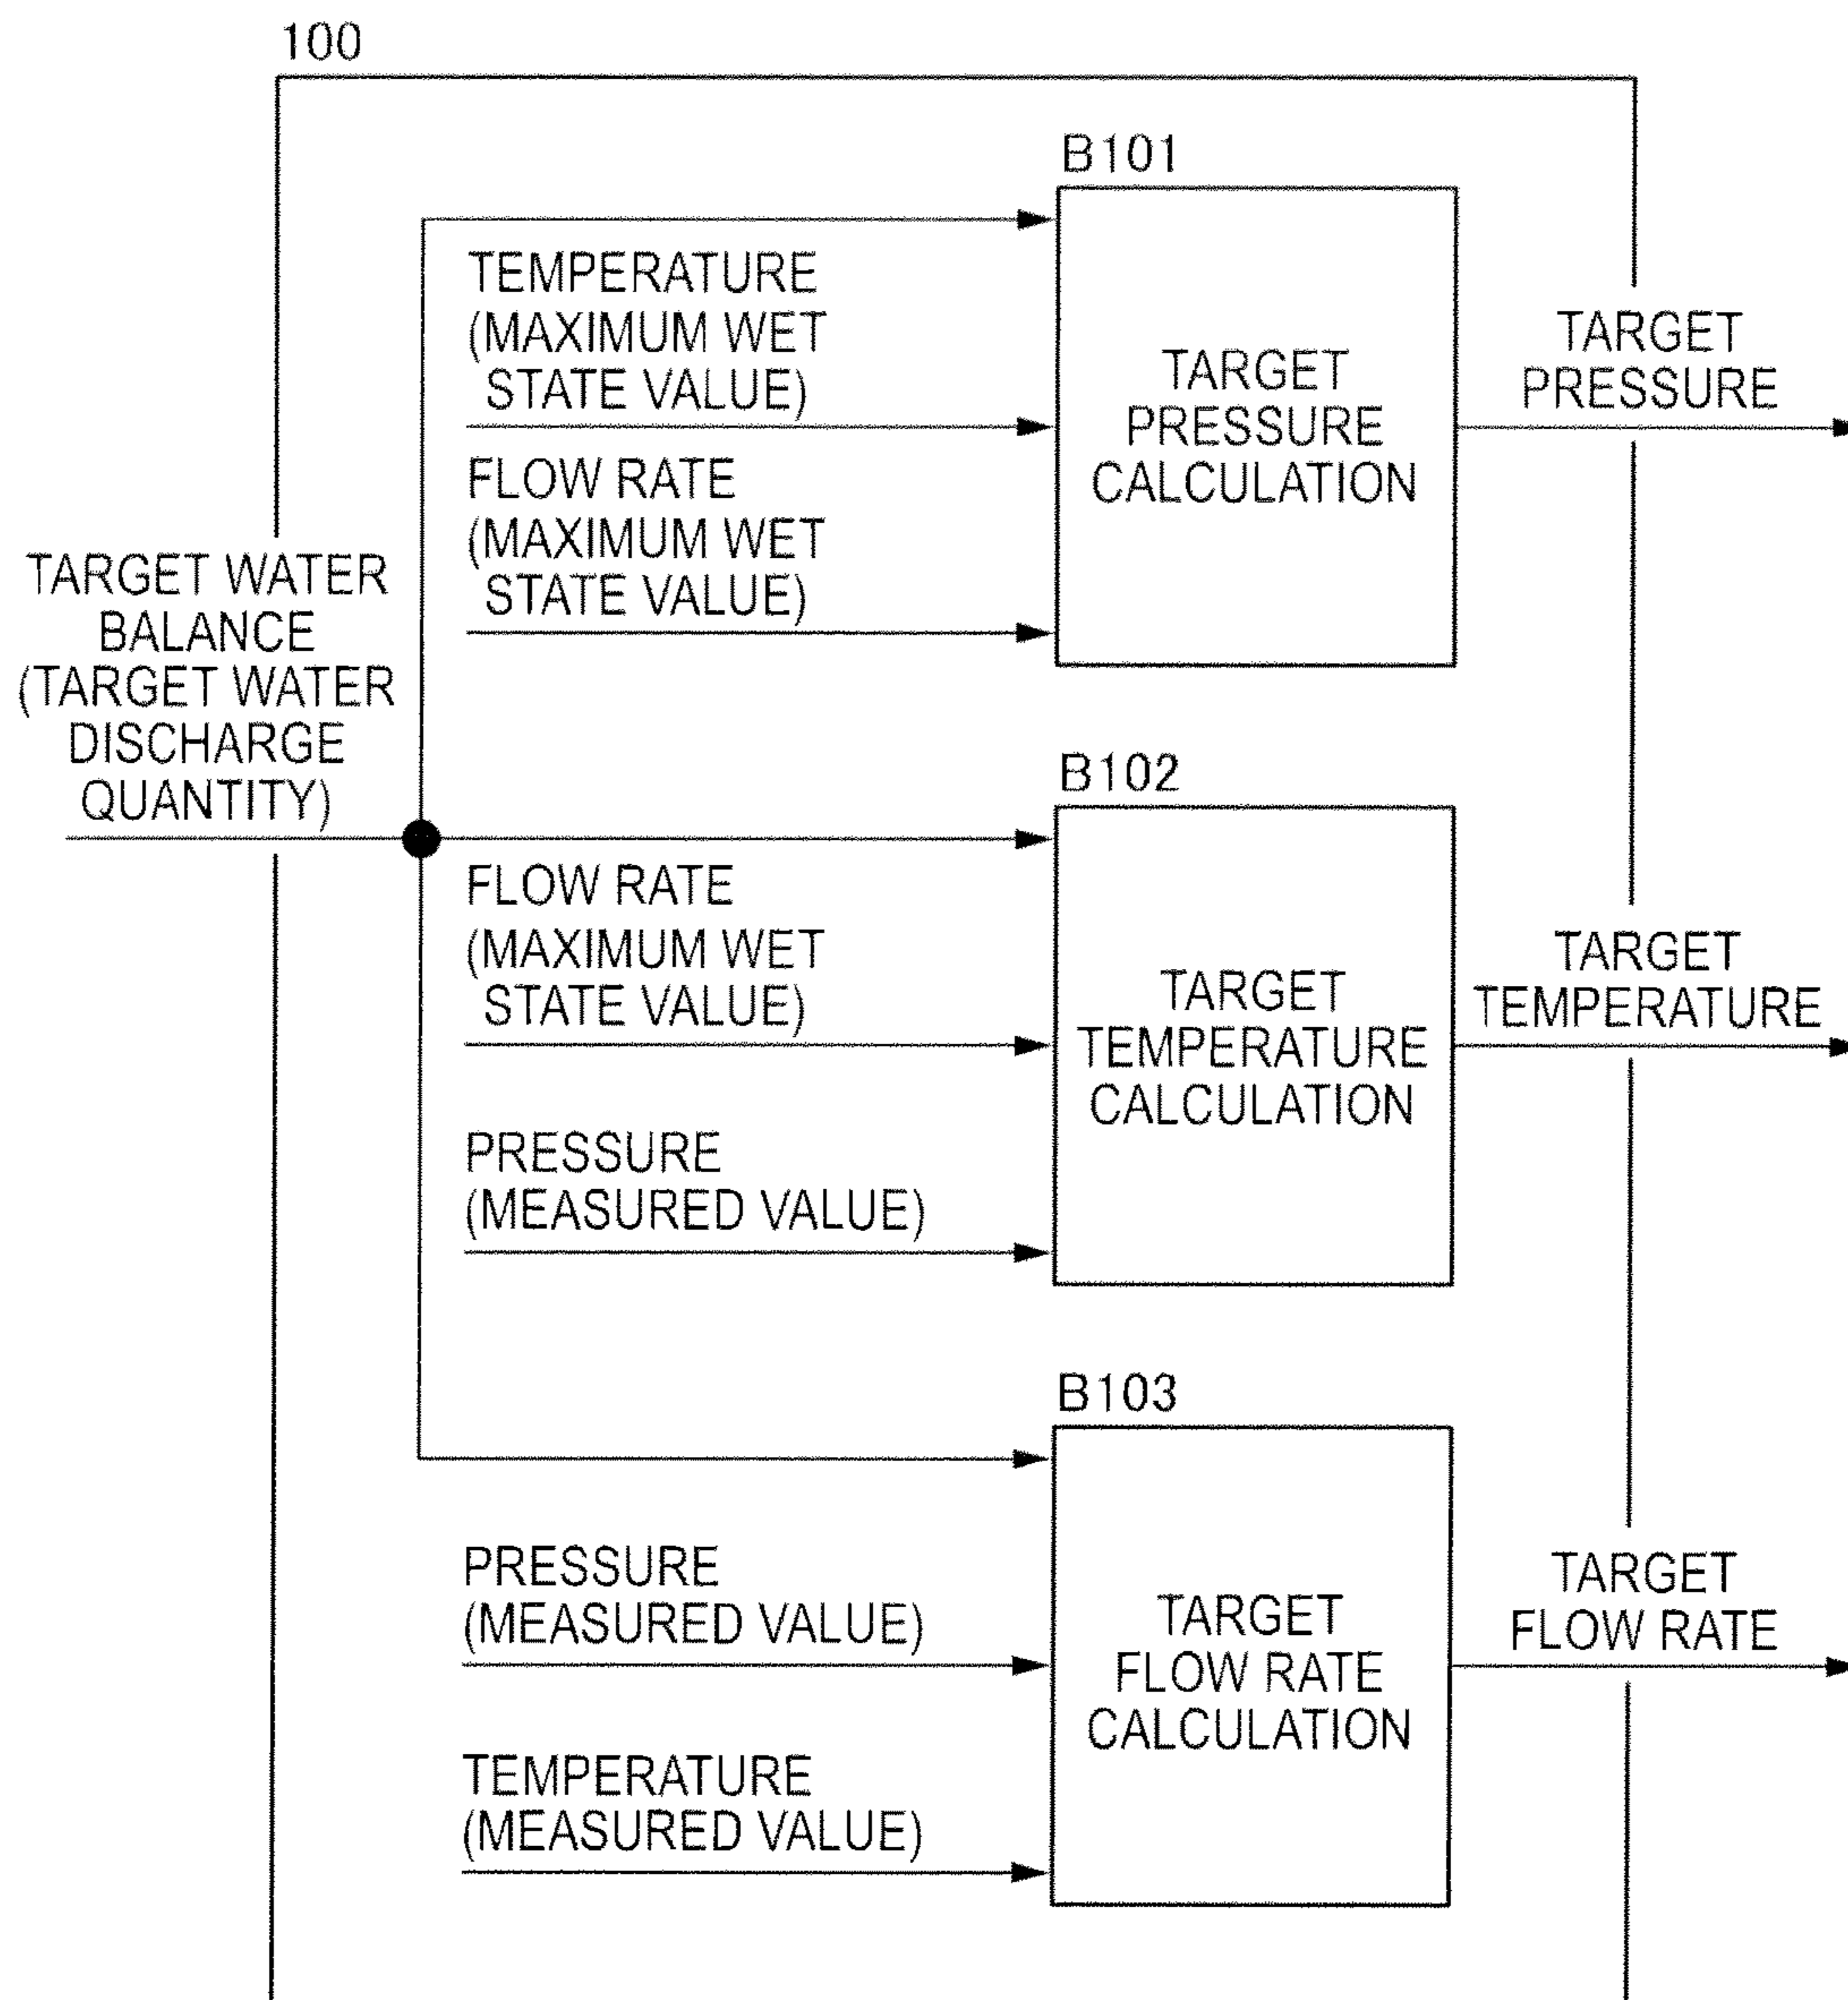 100
B101
TEMPERATURE
(MAXIMUM WET
STATE VALUE)
FLOW RATE
(MAXIMUM WET
STATE VALUE)
TARGET
PRESSURE
CALCULATION
TARGET
PRESSURE
TARGET WATER
BALANCE
(TARGET WATER
DISCHARGE
QUANTITY)
B102
FLOW RATE
(MAXIMUM WET
STATE VALUE)
PRESSURE
(MEASURED VALUE)
TARGET
TEMPERATURE
CALCULATION
TARGET
TEMPERATURE
B103
PRESSURE
(MEASURED VALUE)
TEMPERATURE
(MEASURED VALUE)
TARGET
FLOW RATE
CALCULATION
TARGET
FLOW RATE